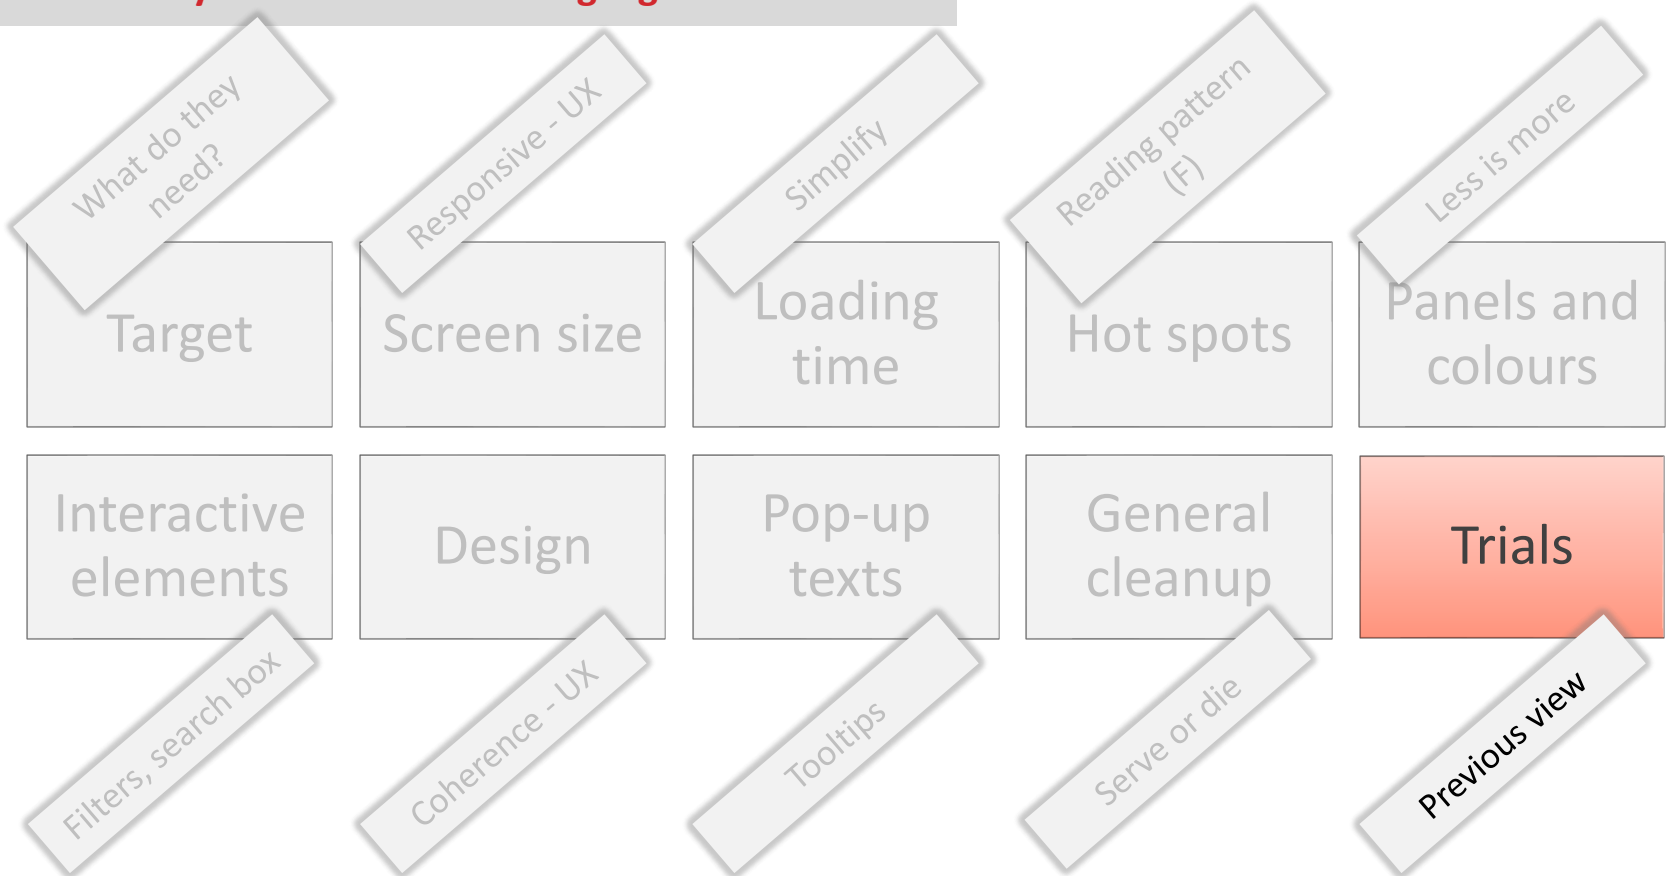 What do they
need?
Responsive - UX
Simplify
Reading pattern
(F)
Less is more
Target
Screen size
Loading
time
Hot spots
Panels and
colours
Interactive
elements
Design
Pop-up
texts
General
cleanup
Trials
Filters, search box
Coherence - UX
Tooltips
Serve or die
Previous view